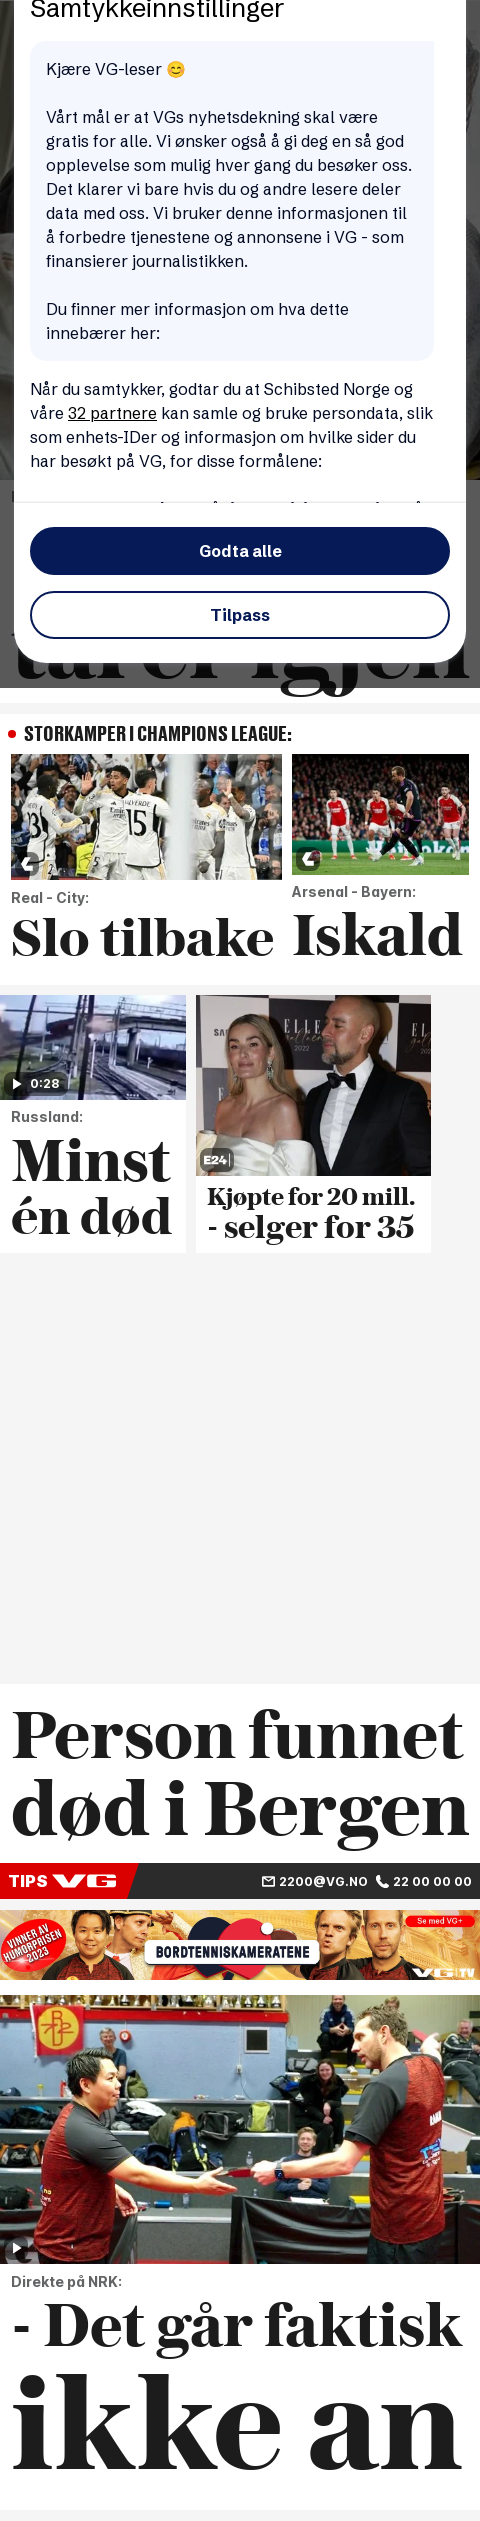 Samtykkeinnstillinger
Kjære VG-leser 😊
Vårt mål er at VGs nyhetsdekning skal være
gratis for alle. Vi ønsker også å gi deg en så god
opplevelse som mulig hver gang du besøker oss.
Det klarer vi bare hvis du og andre lesere deler
data med oss. Vi bruker denne informasjonen til
å forbedre tjenestene og annonsene i VG - som
finansierer journalistikken.
Du finner mer informasjon om hva dette
innebærer her:
Når du samtykker, godtar du at Schibsted Norge og
våre 32 partnere kan samle og bruke persondata, slik
som enhets-IDer og informasjon om hvilke sider du
har besøkt på VG, for disse formålene:
Godta alle
Tilpass
igjen
STORKAMPER I CHAMPIONS LEAGUE:
15
Real - City:
Slo tilbake
Arsenal - Bayern:
Iskald
0:28
Russland:
Minst
én død
ELLE
E24
Kjøpte for 20 mill.
- selger for 35
Person funnet
død i Bergen
TIPS VG
2200@VG.NO
22 00 00 00
VINNER AV
HUMORPRISEN
2023
BORDTENNISKAMERATENE
Se med VG+
VG TV
Direkte på NRK:
- Det går faktisk
ikke an